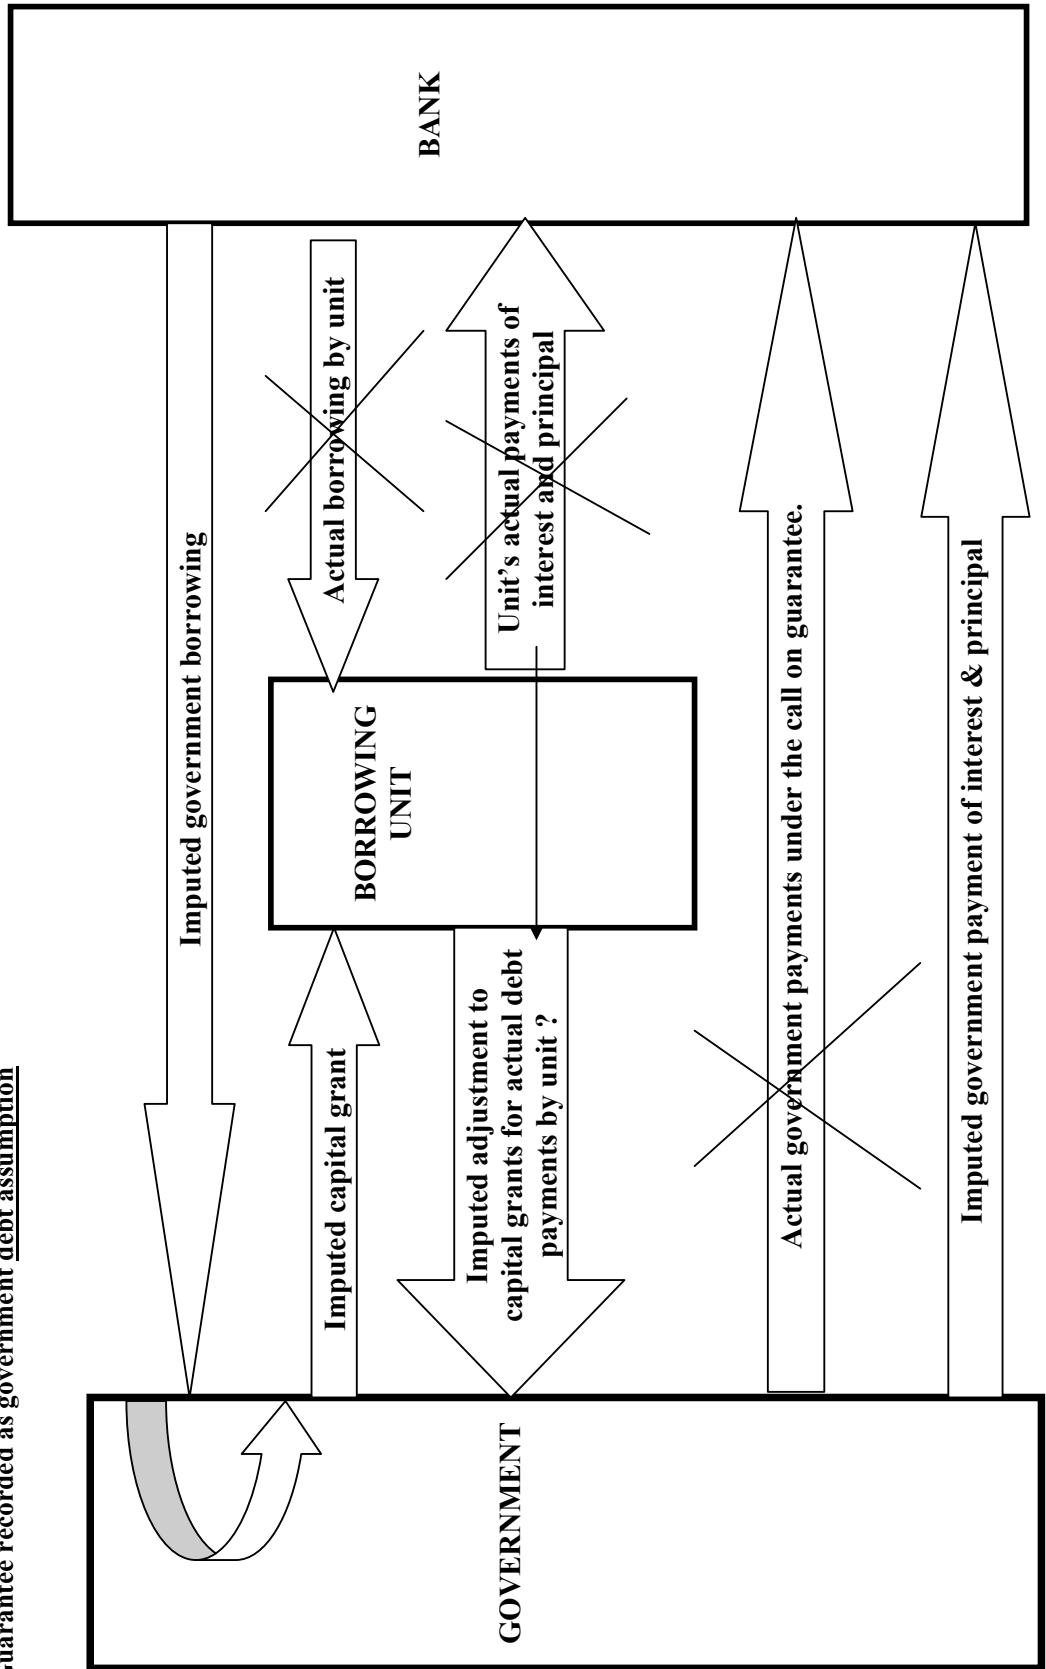 uarantee recorded as government debt assumption
Imputed government borrowing
Actual borrowing by unit
Imputed capital grant
BORROWING
UNIT
BANK
GOVERNMENT
Imputed adjustment to
capital grants for actual debt
payments by unit ?
Unit’s actual payments of
interest and principal
Actual government payments under the call on guarantee.
Imputed government payment of interest & principal